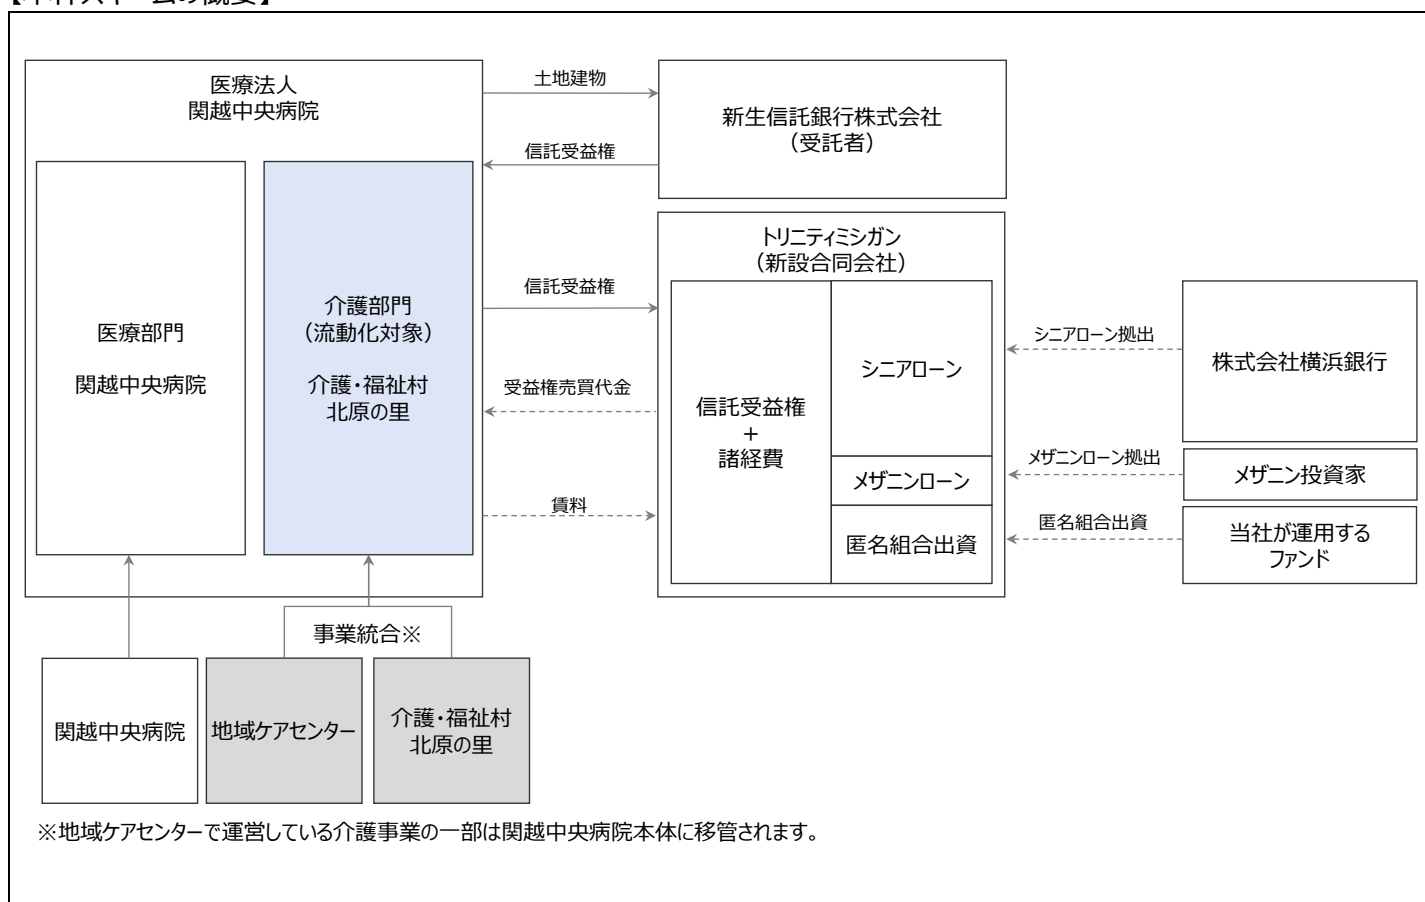 医療法人
関越中央病院
医療部門
関越中央病院
介護部門
（流動化対象）
介護・福祉村
北原の里
土地建物
信託受益権
新生信託銀行株式会社
（受託者）
トリニティミシガン
（新設合同会社）
信託受益権
受益権売買代金
賃料
信託受益権
+
諸経費
シニアローン
メザニンローン
匿名組合出資
シニアローン拠出
メザニンローン拠出
匿名組合出資
株式会社横浜銀行
メザニン投資家
当社が運用する
ファンド
事業統合※
関越中央病院
地域ケアセンター
介護・福祉村
北原の里
※地域ケアセンターで運営している介護事業の一部は関越中央病院本体に移管されます。